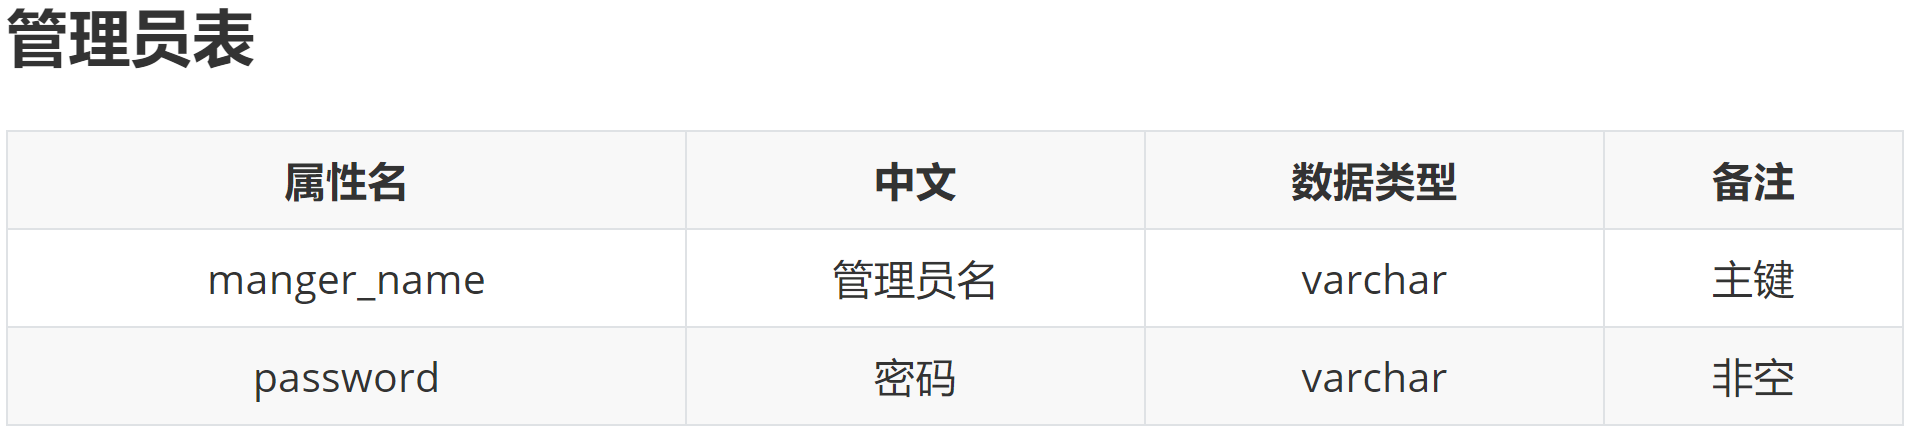 管理员表
属性名 中文 数据类型 备注
manger_name 管理员名 varchar 主键
password 密码 varchar 非空